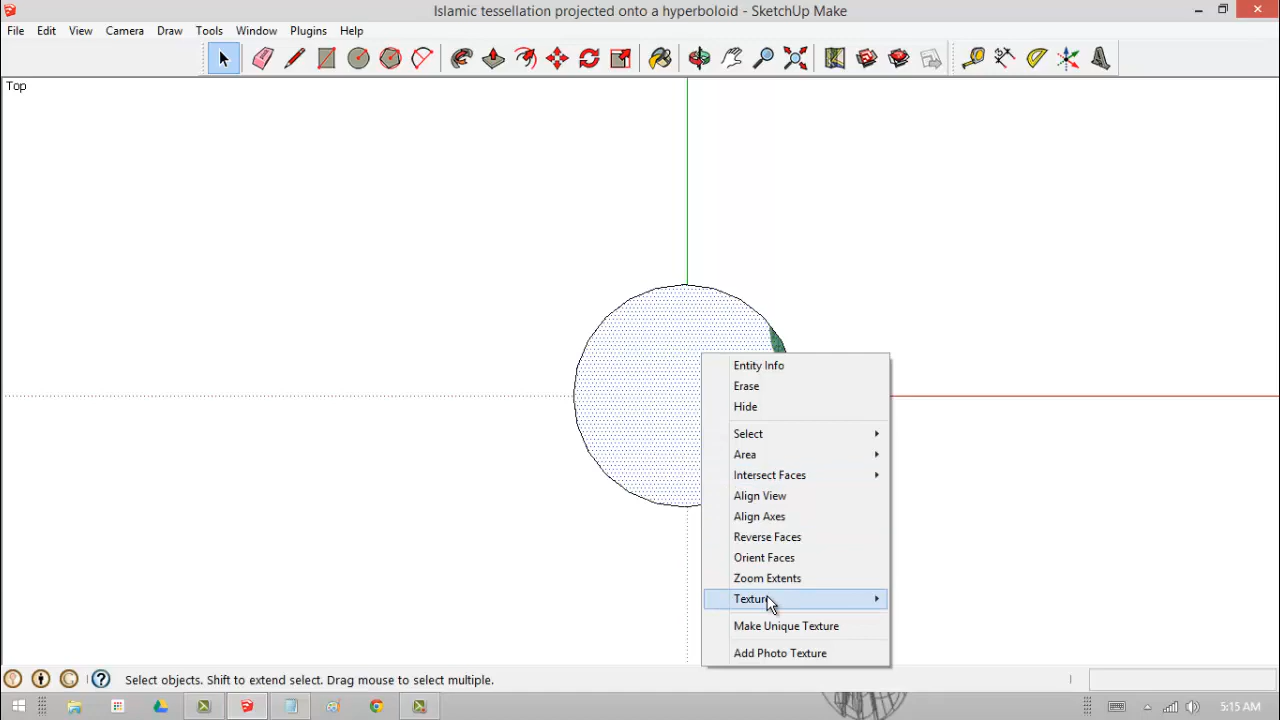 Islamic tessellation projected onto a hyperboloid - SketchUp Make
File Edit View Camera Draw Tools Window Plugins Help
Top
Entity Info
Erase
Hide
Select
Area
Intersect Faces
Align View
Align Axes
Reverse Faces
Orient Faces
Zoom Extents
Texture
Make Unique Texture
Add Photo Texture
Select objects. Shift to extend select. Drag mouse to select multiple.
5:15 AM